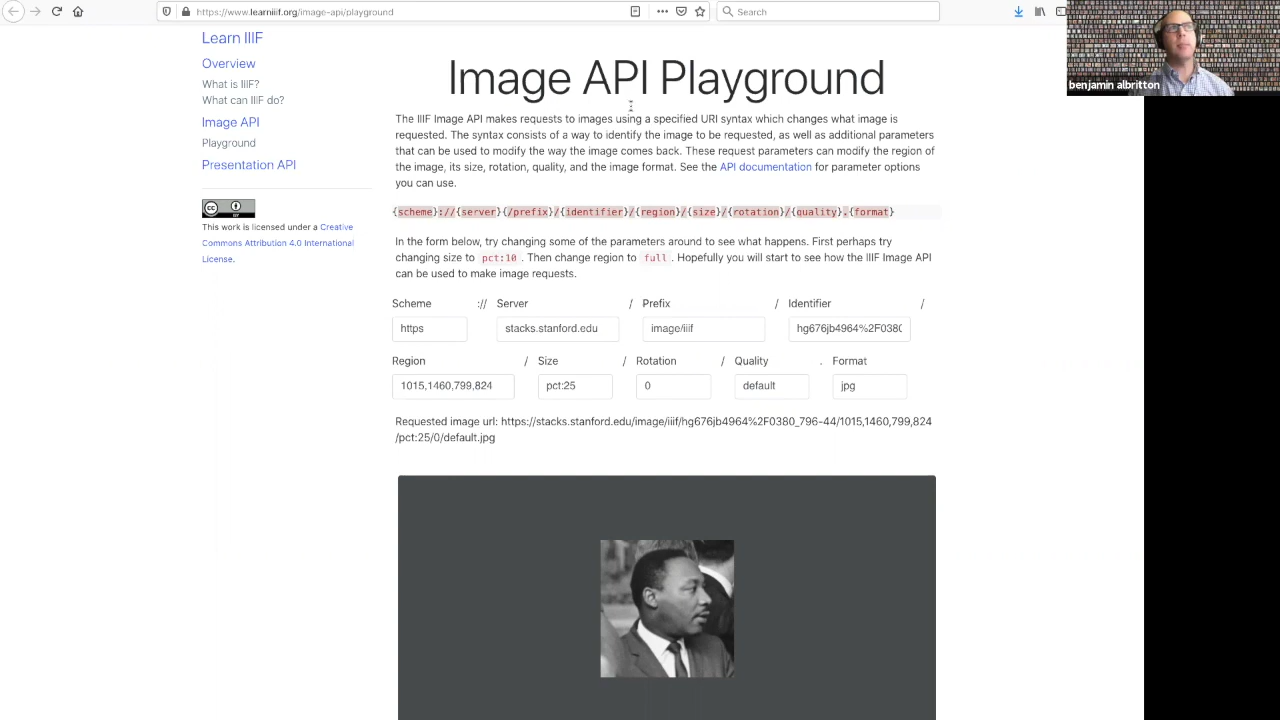 https://www.learniiif.org/image-api/playground
Search
benjamin albritton
Learn IIIF
Overview
What is IIIF?
What can IIIF do?
Image API
Playground
Presentation API
This work is licensed under a Creative
Commons Attribution 4.0 International
License.
Image API Playground
The IIIF Image API makes requests to images using a specified URI syntax which changes what image is
requested. The syntax consists of a way to identify the image to be requested, as well as additional parameters
that can be used to modify the way the image comes back. These request parameters can modify the region of
the image, its size, rotation, quality, and the image format. See the API documentation for parameter options
you can use.
{scheme}://{server}{/prefix}/{identifier}/{region}/{size}/{rotation}/{quality}.{format}
In the form below, try changing some of the parameters around to see what happens. First perhaps try
changing size to pct:10 . Then change region to full . Hopefully you will start to see how the IIIF Image API
can be used to make image requests.
Scheme :// Server / Prefix / Identifier /
https stacks.stanford.edu image/iiif hg676jb4964%2F0380
Region / Size / Rotation / Quality . Format
1015,1460,799,824 pct:25 0 default jpg
Requested image url: https://stacks.stanford.edu/image/iiif/hg676jb4964%2F0380_796-44/1015,1460,799,824
/pct:25/0/default.jpg